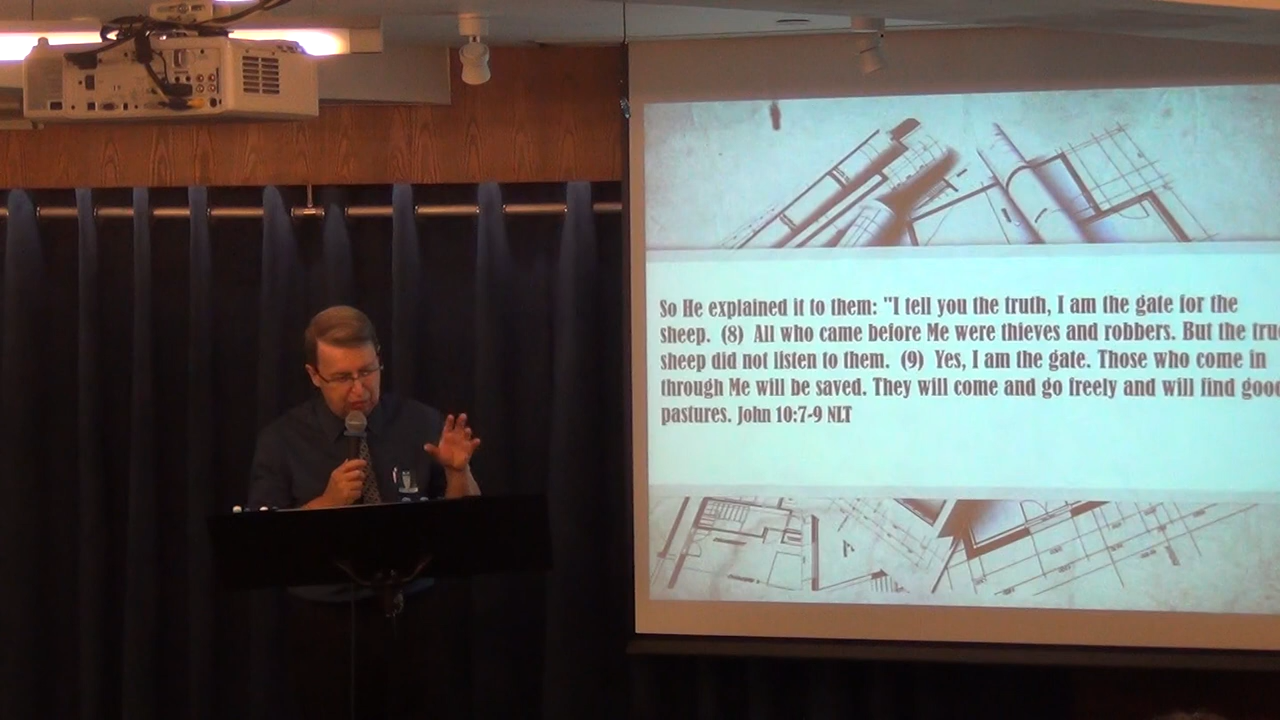 So He explained it to them: "I tell you the truth, I am the gate for the
sheep. (8) All who came before Me were thieves and robbers. But the tru
sheep did not listen to them. (9) Yes, I am the gate. Those who come in
through Me will be saved. They will come and go freely and will find good
pastures. John 10:7-9 NLT